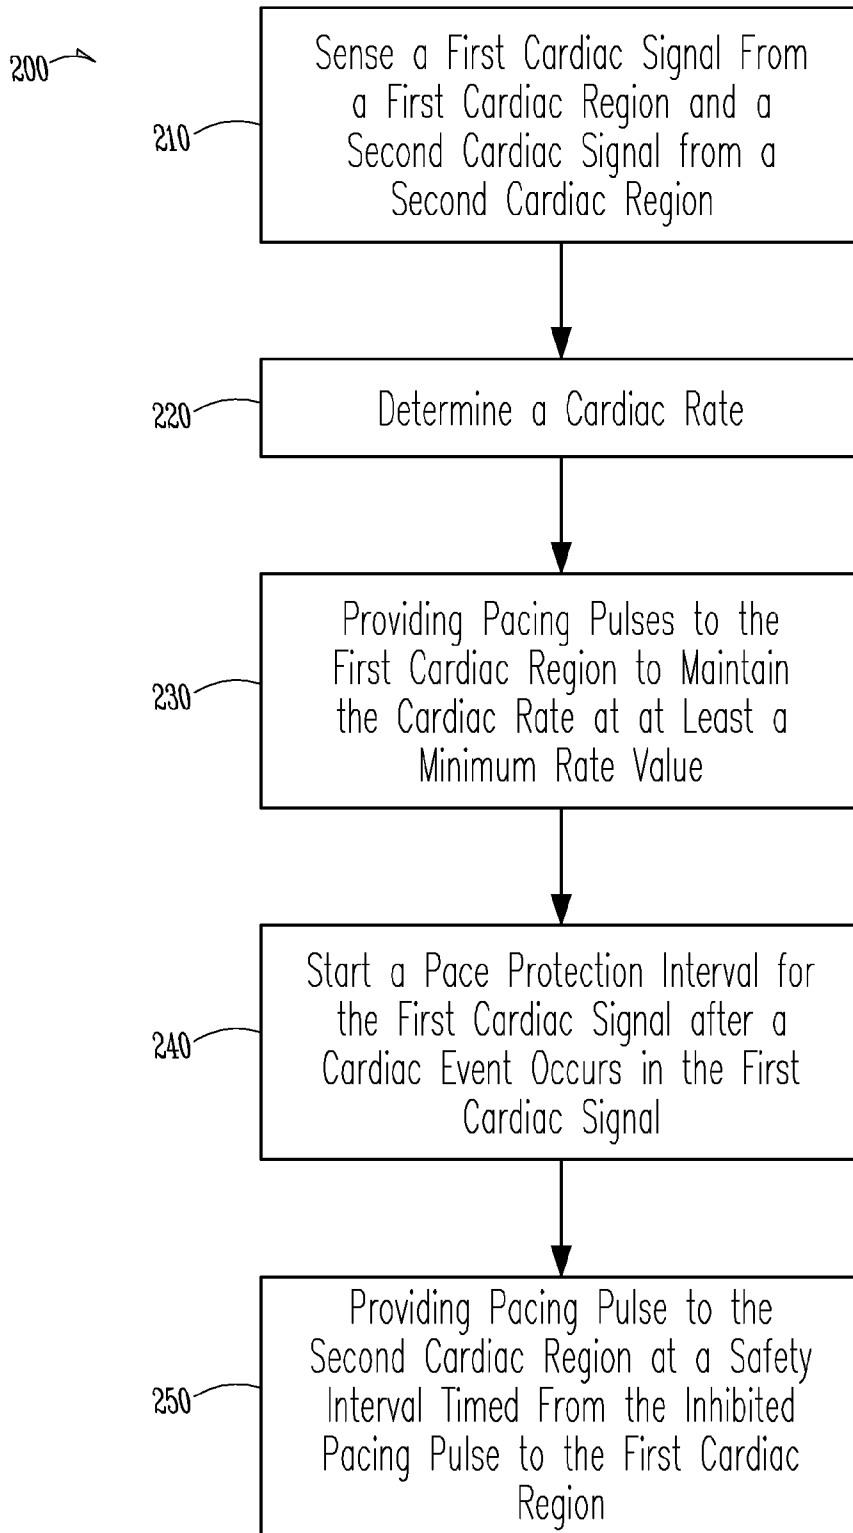 200
210
Sense a First Cardiac Signal From
a First Cardiac Region and a
Second Cardiac Signal from a
Second Cardiac Region
220
Determine a Cardiac Rate
230
Providing Pacing Pulses to the
First Cardiac Region to Maintain
the Cardiac Rate at at Least a
Minimum Rate Value
240
Start a Pace Protection Interval for
the First Cardiac Signal after a
Cardiac Event Occurs in the First
Cardiac Signal
250
Providing Pacing Pulse to the
Second Cardiac Region at a Safety
Interval Timed From the Inhibited
Pacing Pulse to the First Cardiac
Region